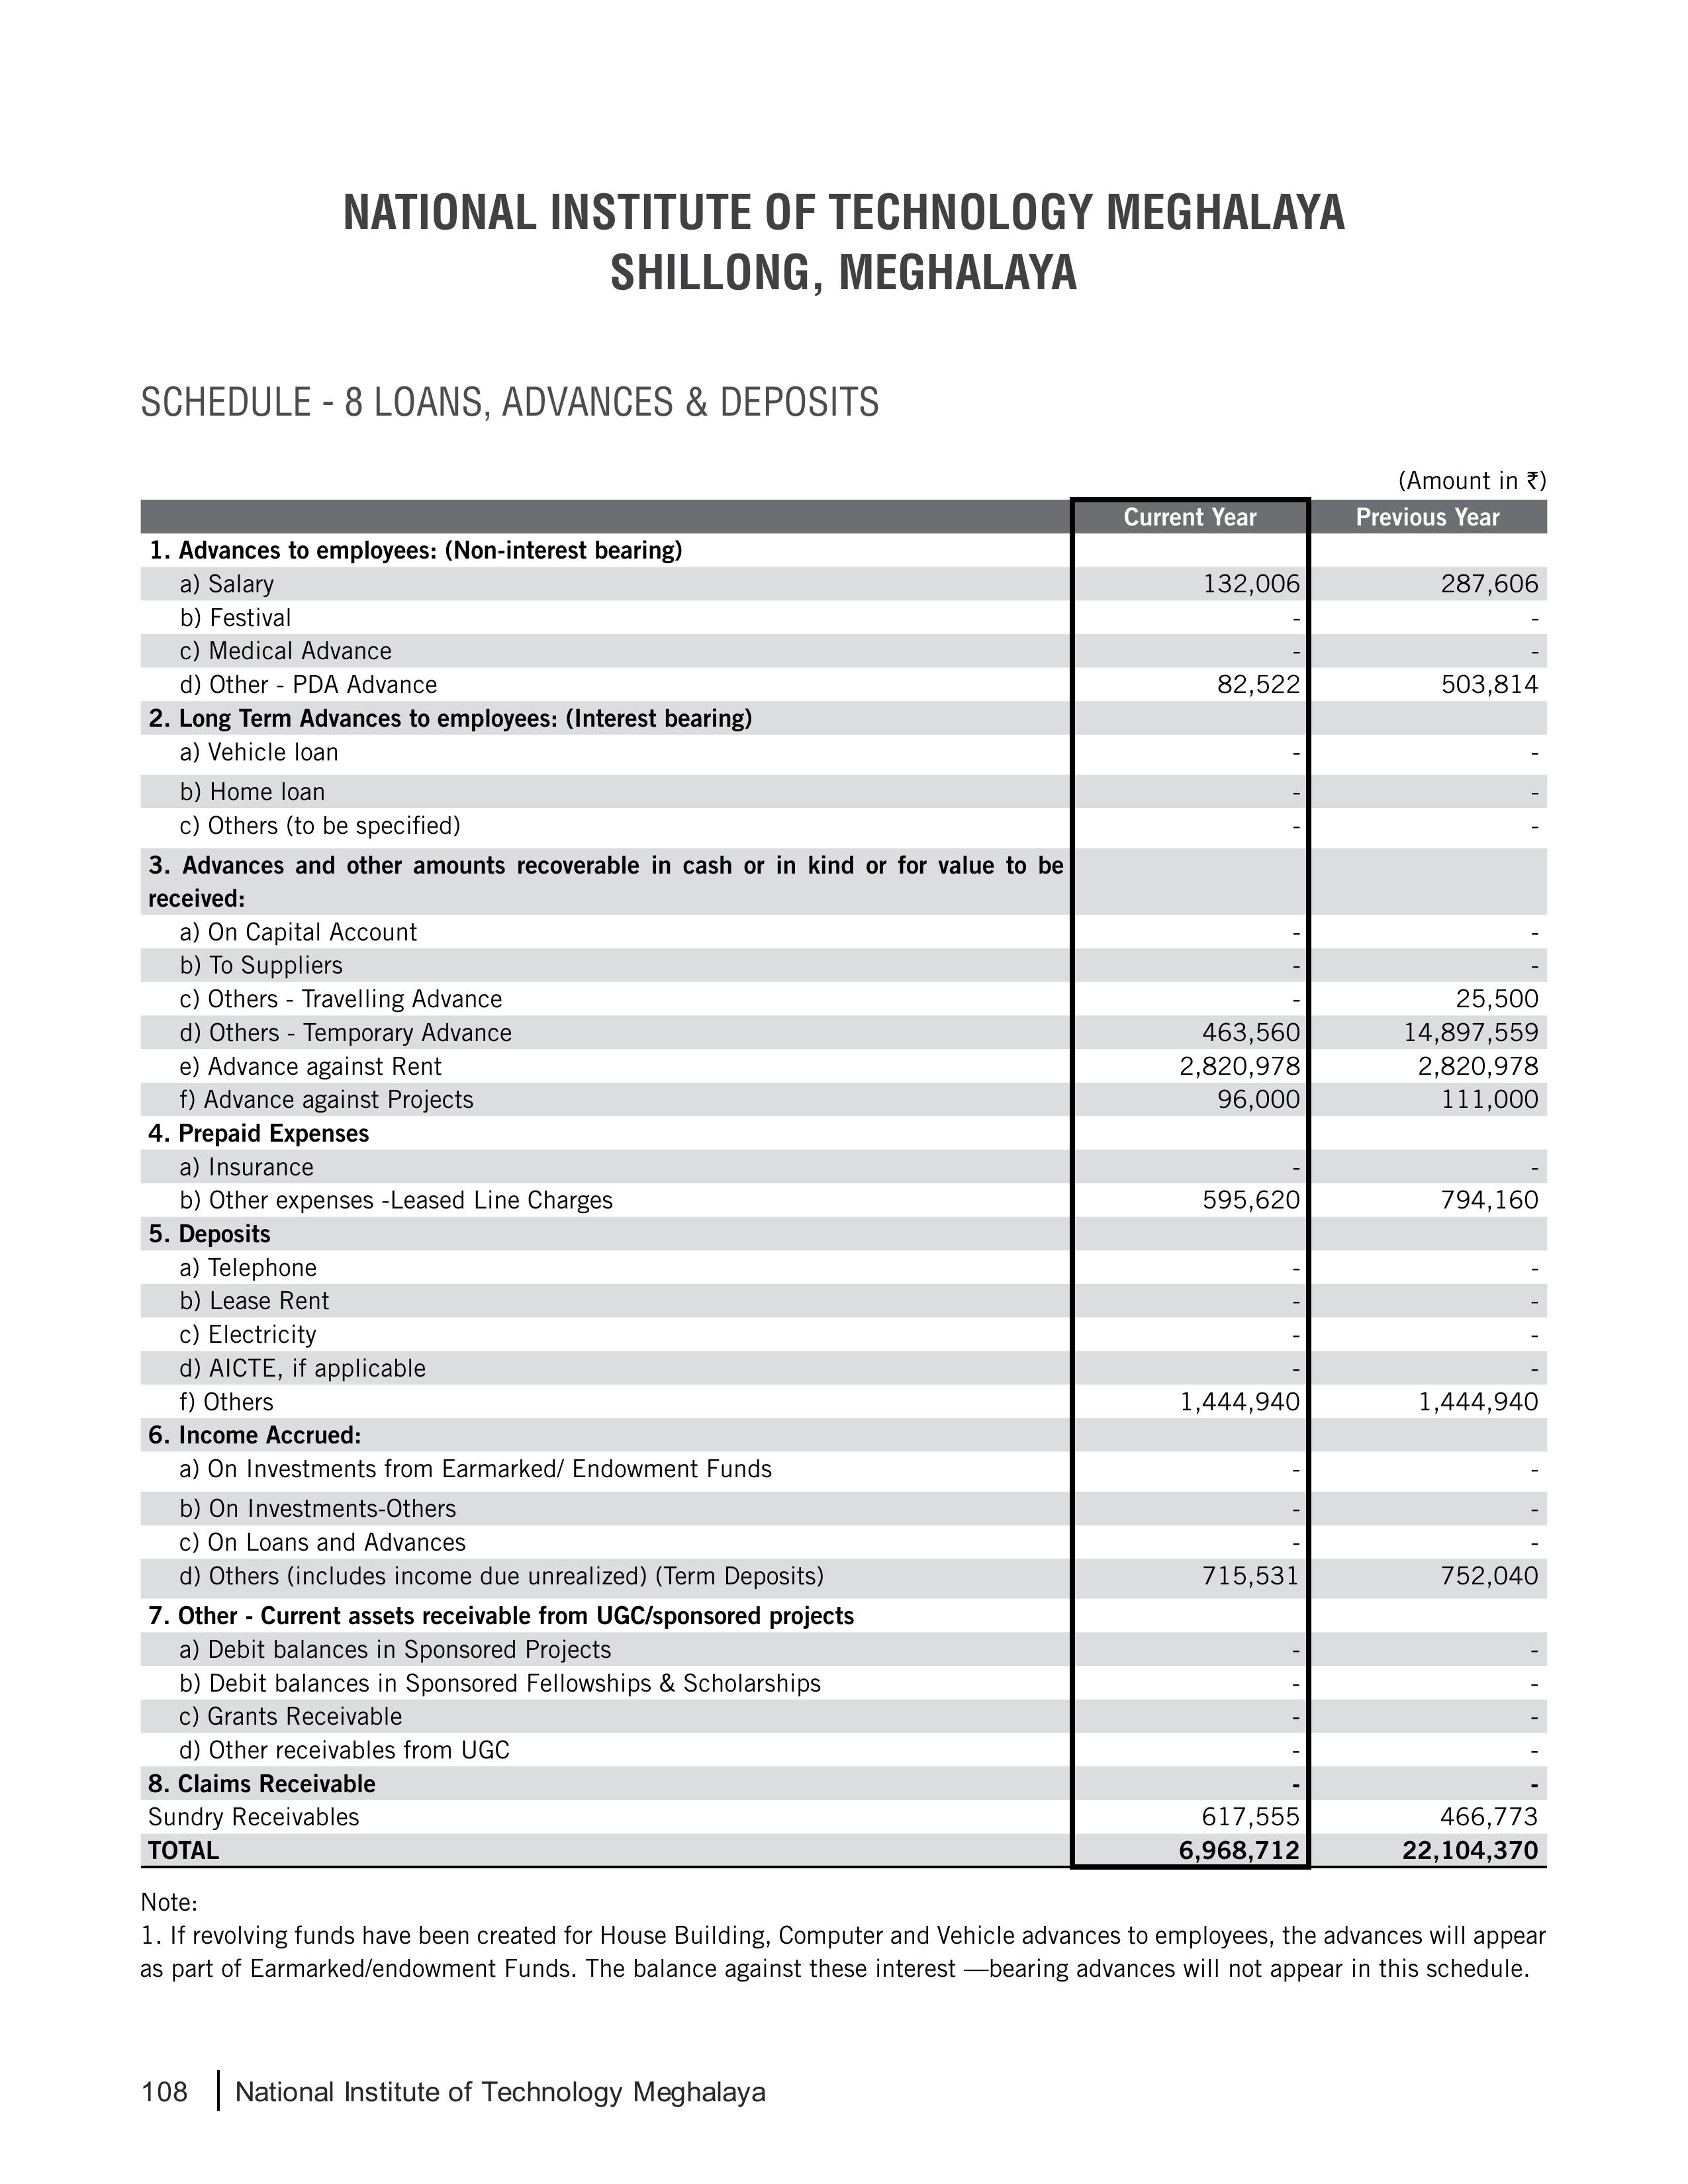 NATIONAL INSTITUTE OF TECHNOLOGY MEGHALAYA
SHILLONG, MEGHALAYA
SCHEDULE - 8 LOANS, ADVANCES & DEPOSITS
(Amount in ₹)
Current Year Previous Year
1. Advances to employees: (Non-interest bearing)
a) Salary 132,006 287,606
b) Festival - -
c) Medical Advance - -
d) Other - PDA Advance 82,522 503,814
2. Long Term Advances to employees: (Interest bearing)
a) Vehicle loan - -
b) Home loan - -
c) Others (to be specified) - -
3. Advances and other amounts recoverable in cash or in kind or for value to be
received:
a) On Capital Account - -
b) To Suppliers - -
c) Others - Travelling Advance - 25,500
d) Others - Temporary Advance 463,560 14,897,559
e) Advance against Rent 2,820,978 2,820,978
f) Advance against Projects 96,000 111,000
4. Prepaid Expenses
a) Insurance - -
b) Other expenses -Leased Line Charges 595,620 794,160
5. Deposits
a) Telephone - -
b) Lease Rent - -
c) Electricity - -
d) AICTE, if applicable - -
f) Others 1,444,940 1,444,940
6. Income Accrued:
a) On Investments from Earmarked/ Endowment Funds - -
b) On Investments-Others - -
c) On Loans and Advances - -
d) Others (includes income due unrealized) (Term Deposits) 715,531 752,040
7. Other - Current assets receivable from UGC/sponsored projects
a) Debit balances in Sponsored Projects - -
b) Debit balances in Sponsored Fellowships & Scholarships - -
c) Grants Receivable - -
d) Other receivables from UGC - -
8. Claims Receivable - -
Sundry Receivables 617,555 466,773
TOTAL 6,968,712 22,104,370
Note:
1. If revolving funds have been created for House Building, Computer and Vehicle advances to employees, the advances will appear
as part of Earmarked/endowment Funds. The balance against these interest —bearing advances will not appear in this schedule.
108 National Institute of Technology Meghalaya